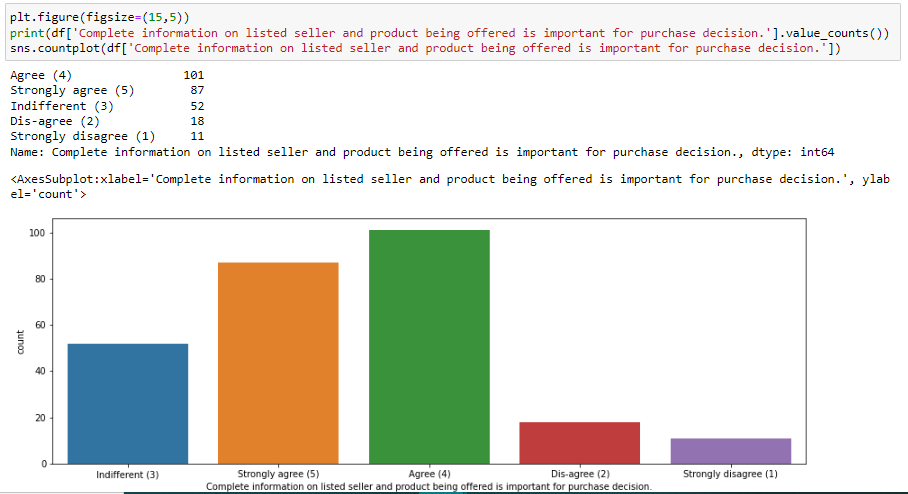 plt.figure(figsize=(15,5))
print(df['Complete information on listed seller and product being offered is important for purchase decision.'].value_counts())
sns.countplot(df['Complete information on listed seller and product being offered is important for purchase decision.'])
Agree (4) 101
Strongly agree (5) 87
Indifferent (3) 52
Dis-agree (2) 18
Strongly disagree (1) 11
Name: Complete information on listed seller and product being offered is important for purchase decision., dtype: int64
<AxesSubplot:xlabel='Complete information on listed seller and product being offered is important for purchase decision.', ylab
el='count'>
100
80
60
40
20
0
count
Indifferent (3) Strongly agree (5) Agree (4) Dis-agree (2) Strongly disagree (1)
Complete information on listed seller and product being offered is important for purchase decision.